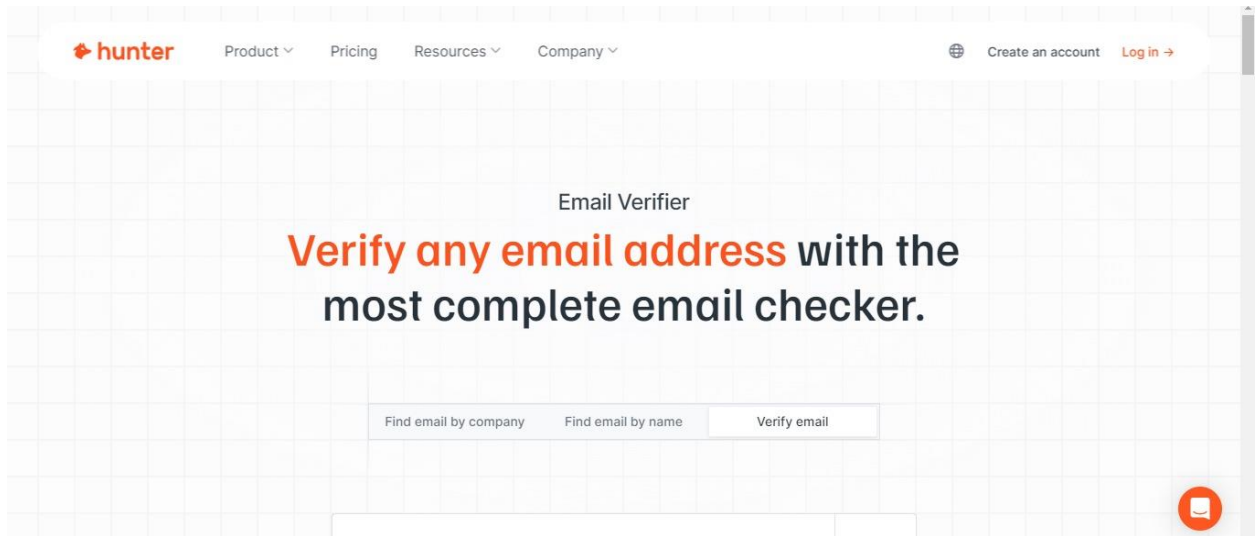 hunter Product Pricing Resources Company Create an account Log in →
Email Verifier
Verify any email address with the
most complete email checker.
Find email by company Find email by name Verify email